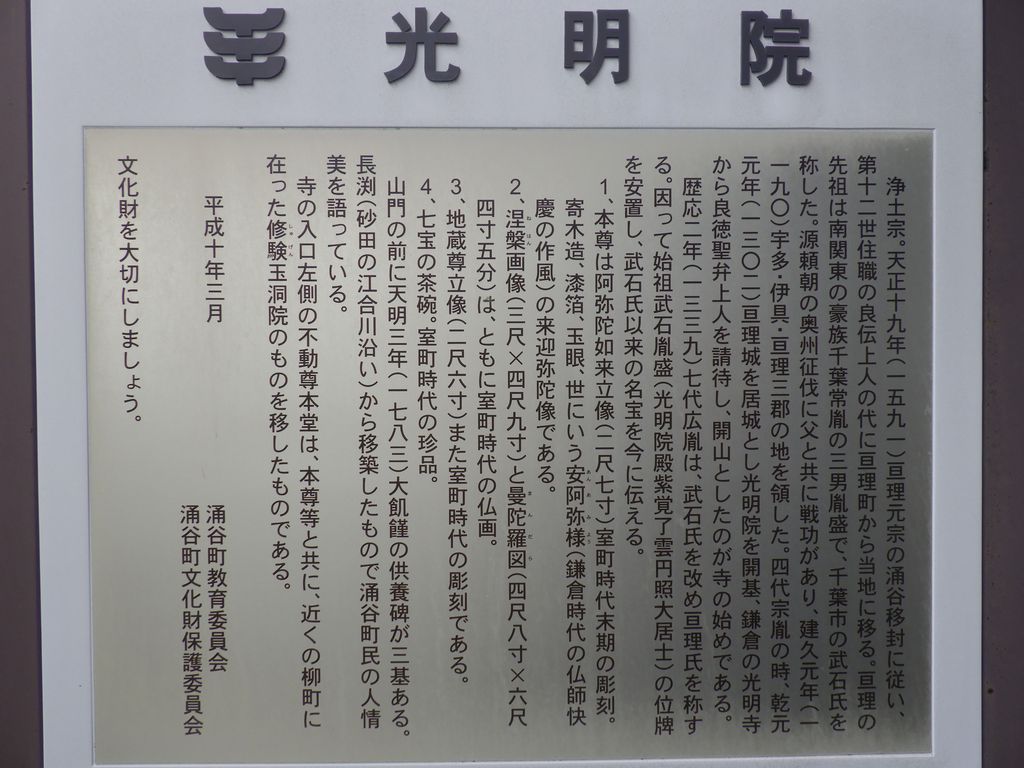 光明院
浄土宗。天正十九年(一五九一)亘理元宗の涌谷移封に従い、
第十二世住職の良伝上人の代に亘理町から当地に移る。亘理の
先祖は南関東の豪族千葉常胤の三男胤盛で、千葉市の武石氏を
称した。源頼朝の奥州征伐に父と共に戦功があり、建久元年(一
一九〇)宇多・伊具・亘理三郡の地を領した。四代宗胤の時、乾元
元年(一三〇二)亘理城を居城とし光明院を開基、鎌倉の光明寺
から良徳聖弁上人を請待し、開山としたのが寺の始めである。
歴応二年(一三三九)七代広胤は、武石氏を改め亘理氏を称す
る。因って始祖武石胤盛(光明院殿紫覚了雲円照大居士)の位牌
を安置し、武石氏以来の名宝を今に伝える。
1、本尊は阿弥陀如来立像(二尺七寸)室町時代末期の彫刻。
寄木造、漆箔、玉眼、世にいう安阿弥様(鎌倉時代の仏師快
慶の作風)の来迎弥陀像である。
2、涅槃画像(三尺×四尺九寸)と曼陀羅図(四尺八寸×六尺
四寸五分)は、ともに室町時代の仏画。
3、地蔵尊立像(二尺六寸)また室町時代の彫刻である。
4、七宝の茶碗。室町時代の珍品。
山門の前に天明三年(一七八三)大飢饉の供養碑が三基ある。
長渕(砂田の江合川沿い)から移築したもので涌谷町民の人情
美を語っている。
寺の入口左側の不動尊本堂は、本尊等と共に、近くの柳町に
在った修験玉洞院のものを移したものである。
平成十年三月
涌谷町教育委員会
涌谷町文化財保護委員会
文化財を大切にしましょう。